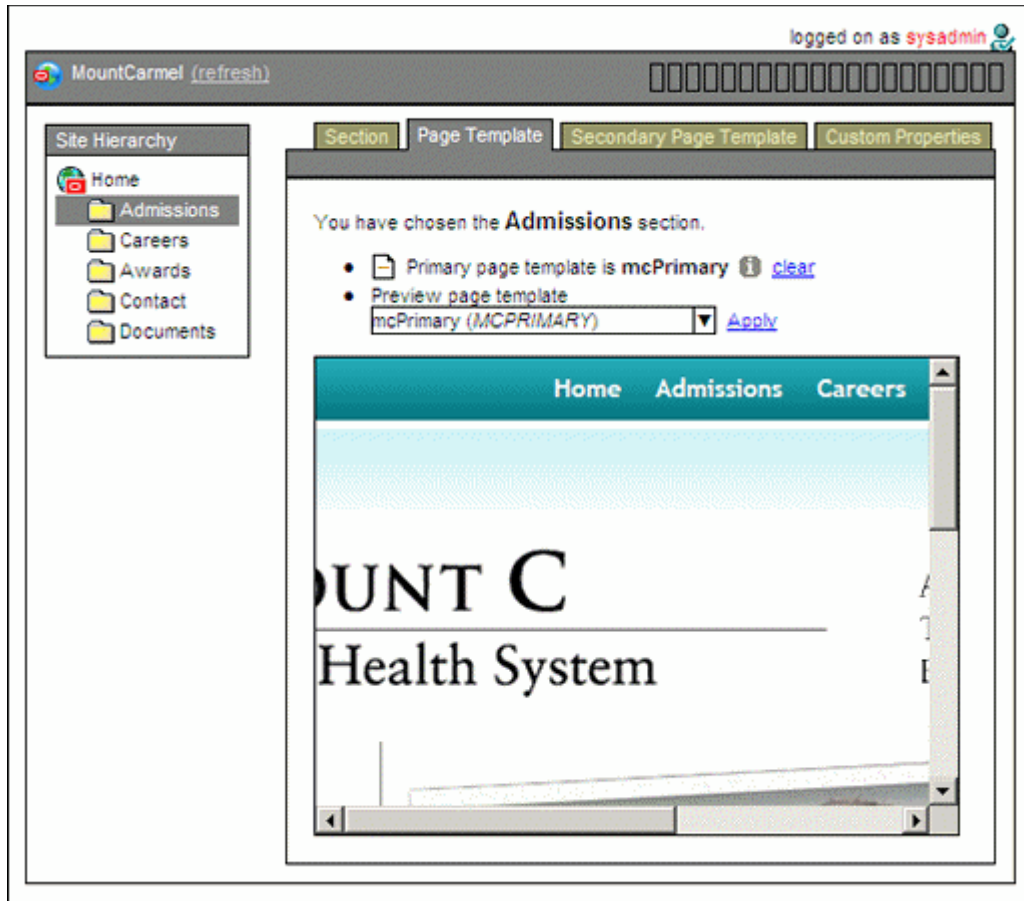 logged on as sysadmin
MountCarmel (refresh)
Site Hierarchy
Home
Admissions
Careers
Awards
Contact
Documents
Section Page Template Secondary Page Template Custom Properties
You have chosen the Admissions section.
Primary page template is mcPrimary clear
Preview page template
mcPrimary (MCPRIMARY) Apply
Home Admissions Careers
OUNT C
Health System